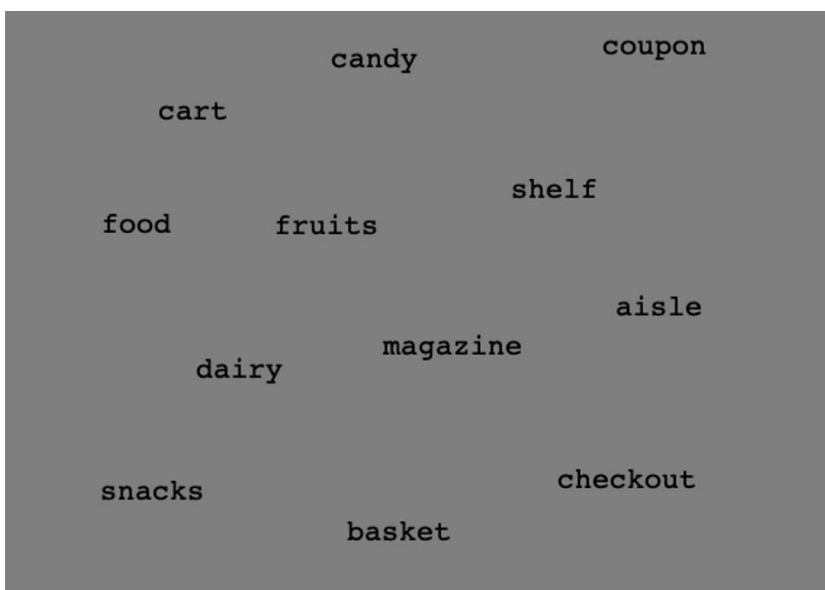 coupon
candy
cart
shelf
food fruits
aisle
magazine
dairy
checkout
snacks
basket